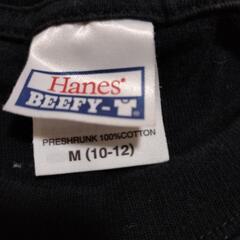 Hanes
BEEFY-T
PRESHRUNK 100%COTTON
M (10-12)